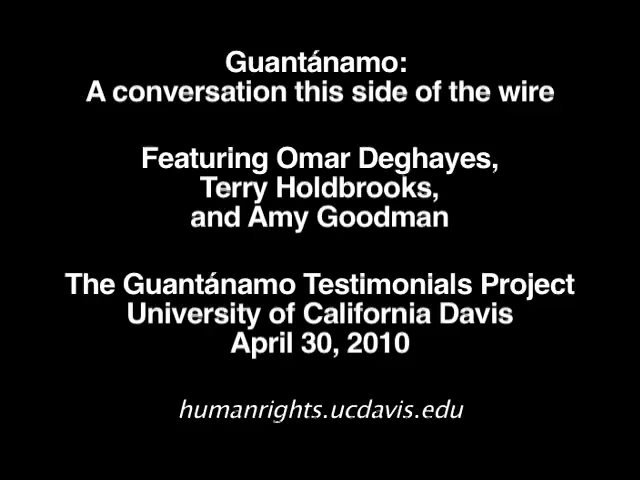 Guantánamo:
A conversation this side of the wire
Featuring Omar Deghayes,
Terry Holdbrooks,
and Amy Goodman
The Guantánamo Testimonials Project
University of California Davis
April 30, 2010
humanrights.ucdavis.edu